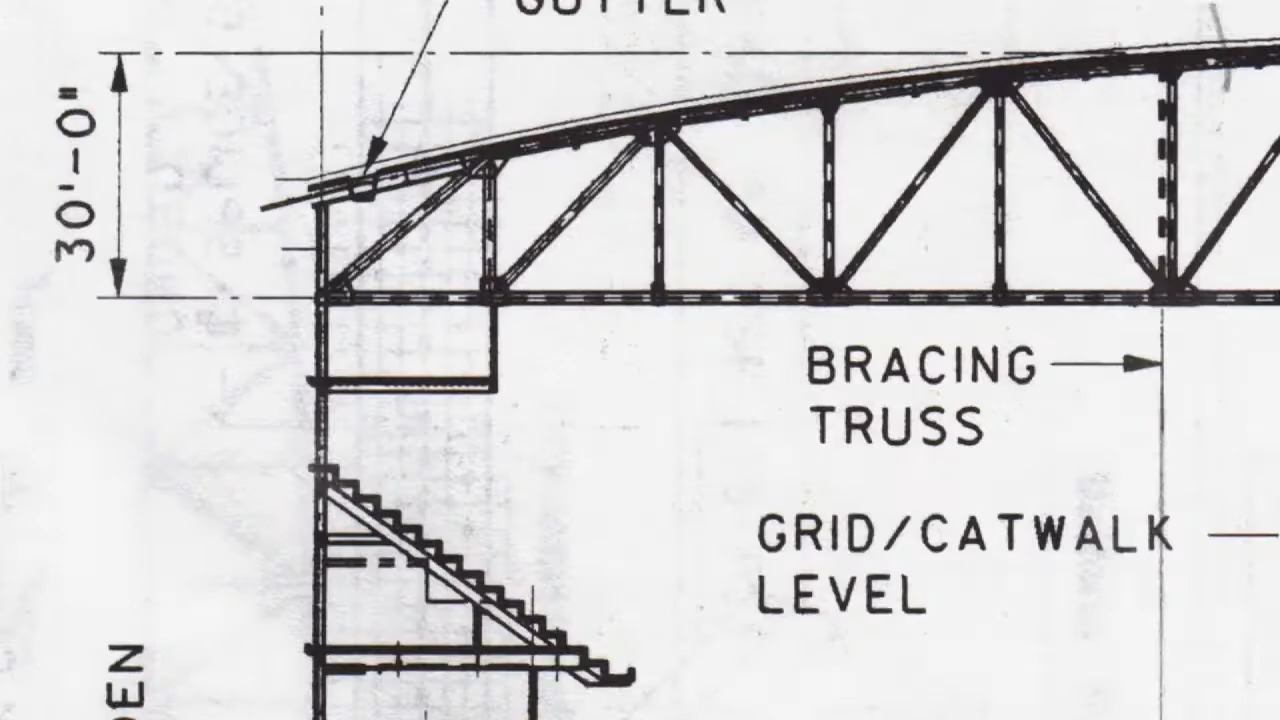 GUTTER
30'-0"
BRACING
TRUSS
GRID/CATWALK
LEVEL